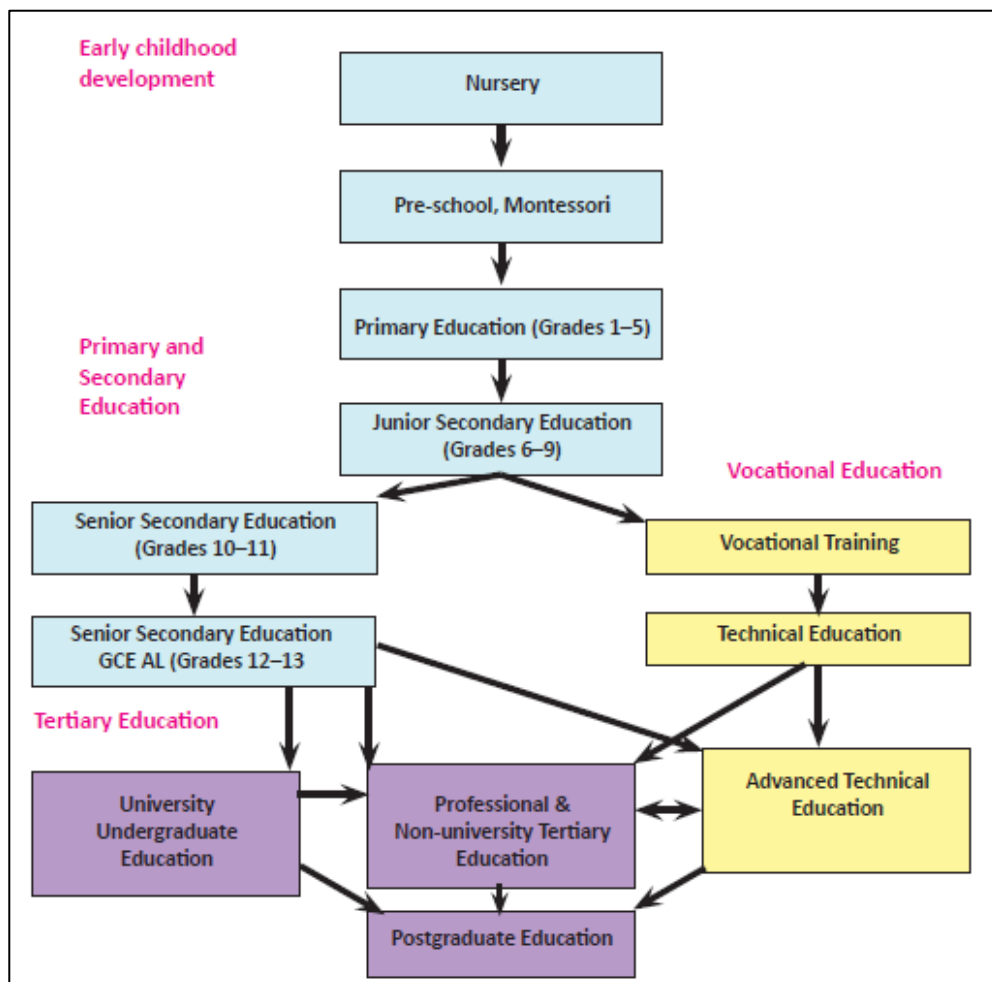 Early childhood
development
Nursery
Pre-school, Montessori
Primary Education (Grades 1–5)
Primary and
Secondary
Education
Junior Secondary Education
(Grades 6–9)
Vocational Education
Senior Secondary Education
(Grades 10–11)
Vocational Training
Senior Secondary Education
GCE AL (Grades 12–13
Technical Education
Tertiary Education
University
Undergraduate
Education
Professional &
Non-university Tertiary
Education
Advanced Technical
Education
Postgraduate Education